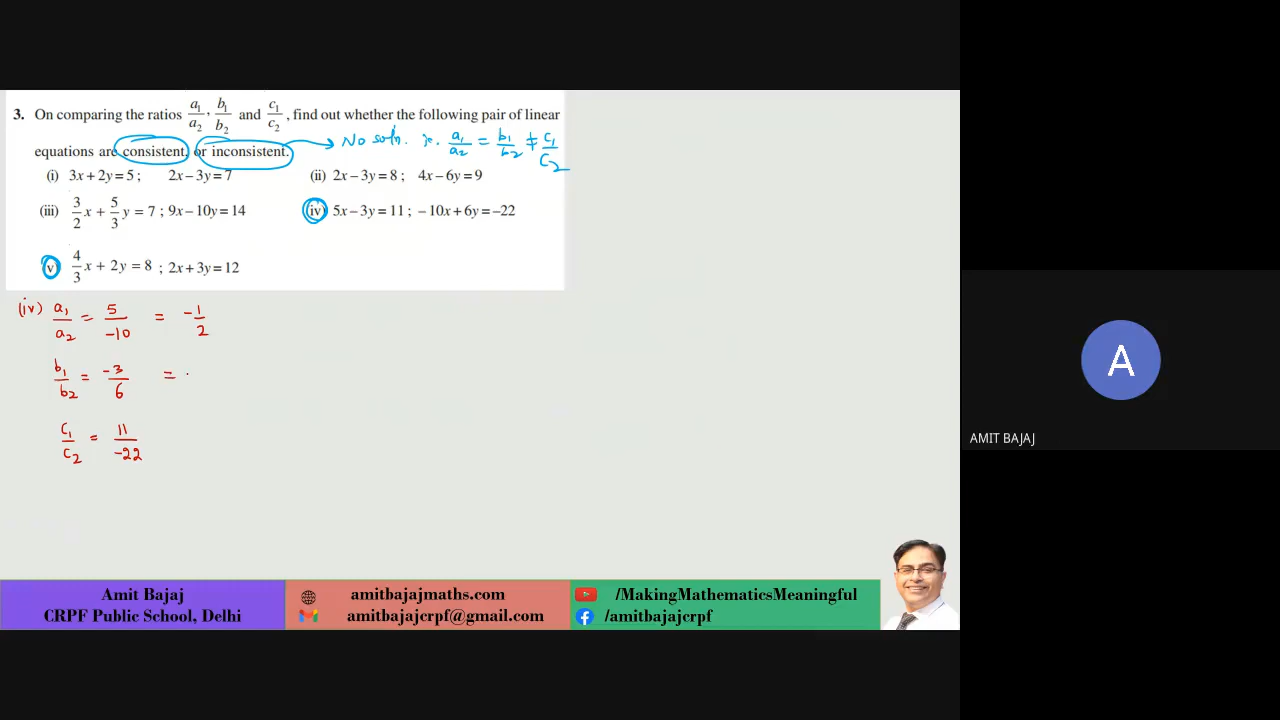 3. On comparing the ratios a₁/a₂, b₁/b₂ and c₁/c₂, find out whether the following pair of linear
equations are consistent, or inconsistent. → No soln. i.e. a₁/a₂ = b₁/b₂ ≠ c₁/c₂
(i) 3x + 2y = 5 ; 2x – 3y = 7 (ii) 2x – 3y = 8 ; 4x – 6y = 9
(iii) 3/2 x + 5/3 y = 7 ; 9x – 10y = 14 (iv) 5x – 3y = 11 ; – 10x + 6y = –22
(v) 4/3 x + 2y = 8 ; 2x + 3y = 12
(iv) a₁/a₂ = 5/-10 = -1/2
b₁/b₂ = -3/6 =
c₁/c₂ = 11/-22
A
AMIT BAJAJ
Amit Bajaj
CRPF Public School, Delhi
amitbajajmaths.com
amitbajajcrpf@gmail.com
/MakingMathematicsMeaningful
/amitbajajcrpf